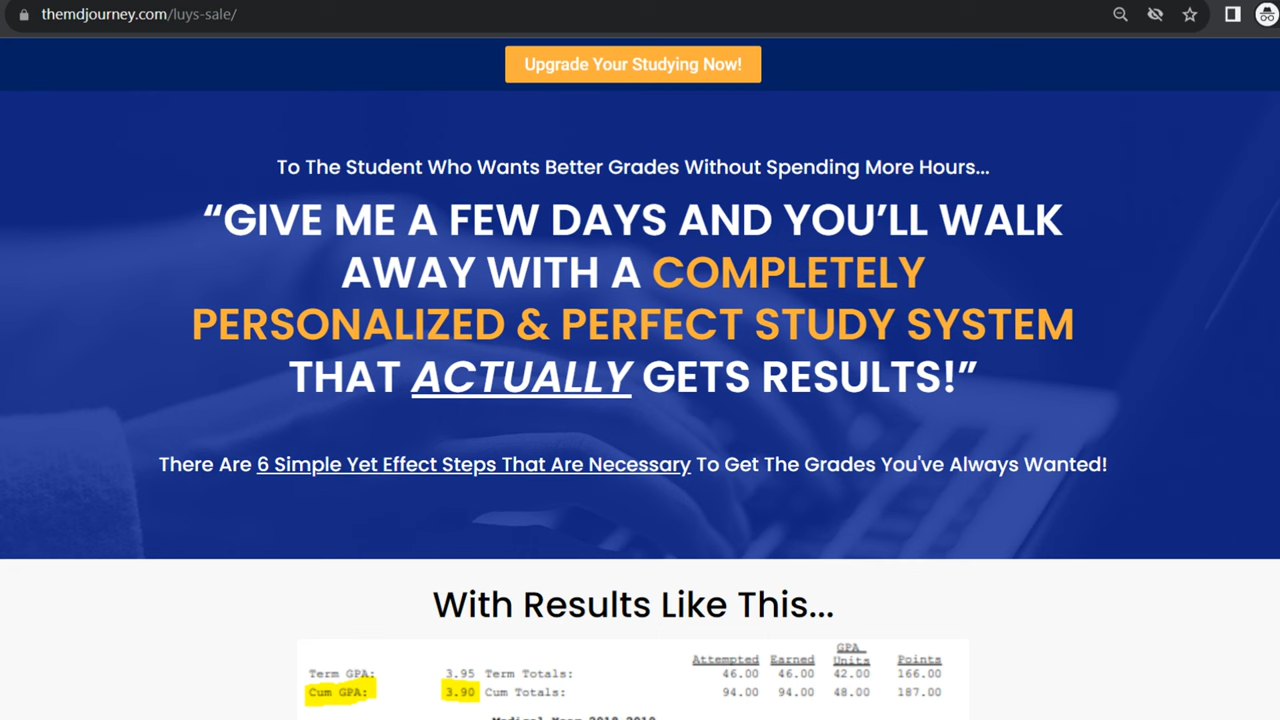 themdjourney.com/luys-sale/
Upgrade Your Studying Now!
To The Student Who Wants Better Grades Without Spending More Hours...
“GIVE ME A FEW DAYS AND YOU’LL WALK
AWAY WITH A COMPLETELY
PERSONALIZED & PERFECT STUDY SYSTEM
THAT ACTUALLY GETS RESULTS!”
There Are 6 Simple Yet Effect Steps That Are Necessary To Get The Grades You've Always Wanted!
With Results Like This...
Attempted Earned GPA Units Points
Term GPA: 3.95 Term Totals: 46.00 46.00 42.00 166.00
Cum GPA: 3.90 Cum Totals: 94.00 94.00 48.00 187.00